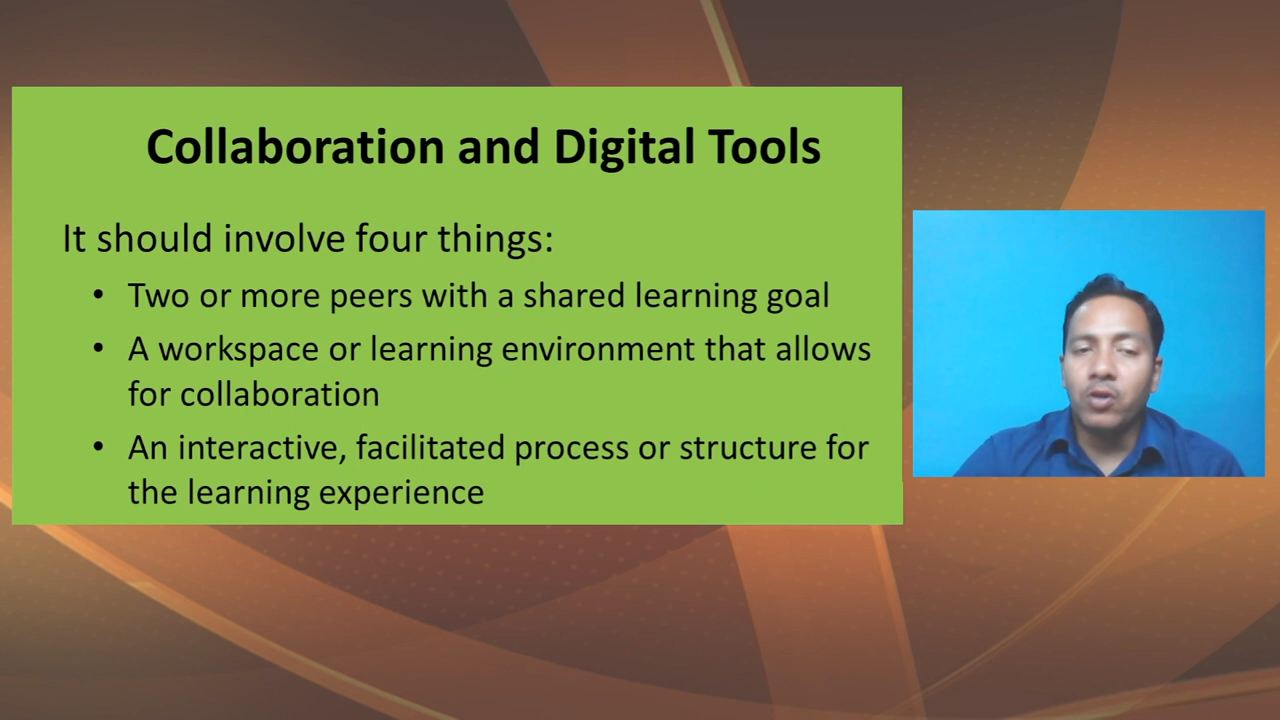 Collaboration and Digital Tools
It should involve four things:
• Two or more peers with a shared learning goal
• A workspace or learning environment that allows
for collaboration
• An interactive, facilitated process or structure for
the learning experience